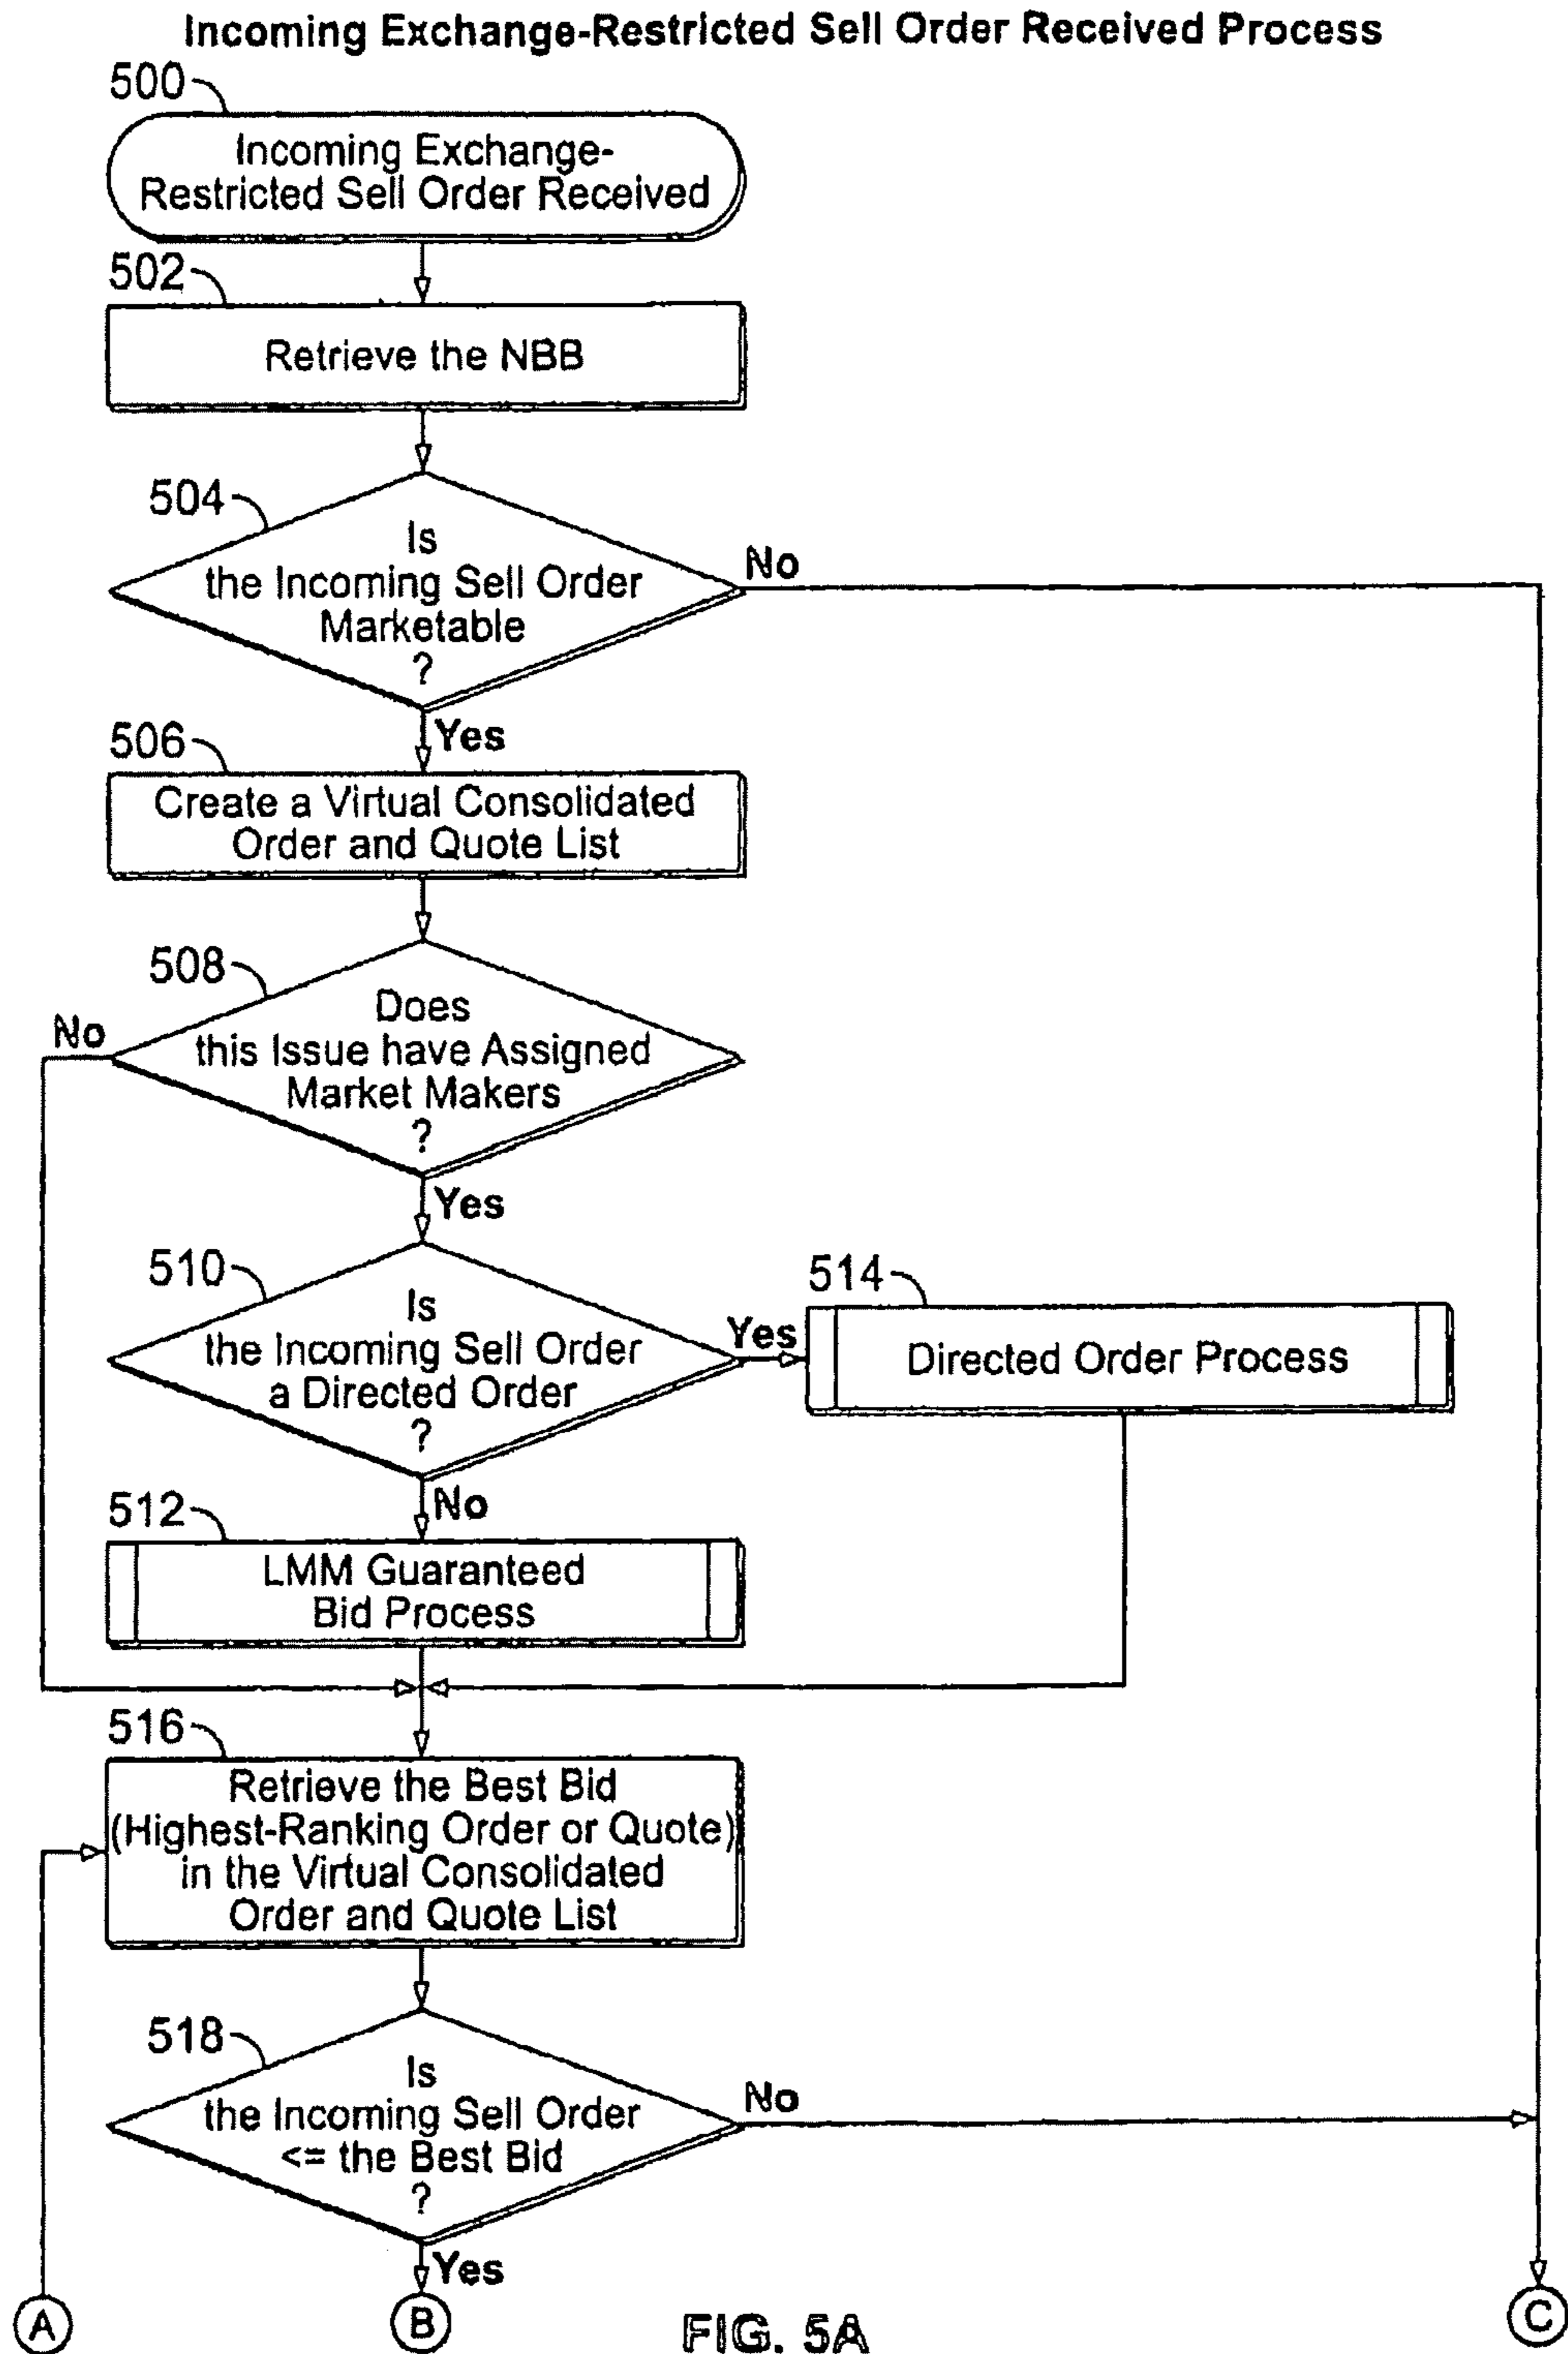 Incoming Exchange-Restricted Sell Order Received Process
500
Incoming Exchange-
Restricted Sell Order Received
502
Retrieve the NBB
504
Is
the Incoming Sell Order
Marketable
?
No
Yes
506
Create a Virtual Consolidated
Order and Quote List
508
Does
this Issue have Assigned
Market Makers
?
No
Yes
510
Is
the Incoming Sell Order
a Directed Order
?
Yes
514
Directed Order Process
No
512
LMM Guaranteed
Bid Process
516
Retrieve the Best Bid
(Highest-Ranking Order or Quote)
in the Virtual Consolidated
Order and Quote List
518
Is
the Incoming Sell Order
<= the Best Bid
?
No
Yes
A
B
C
FIG. 5A